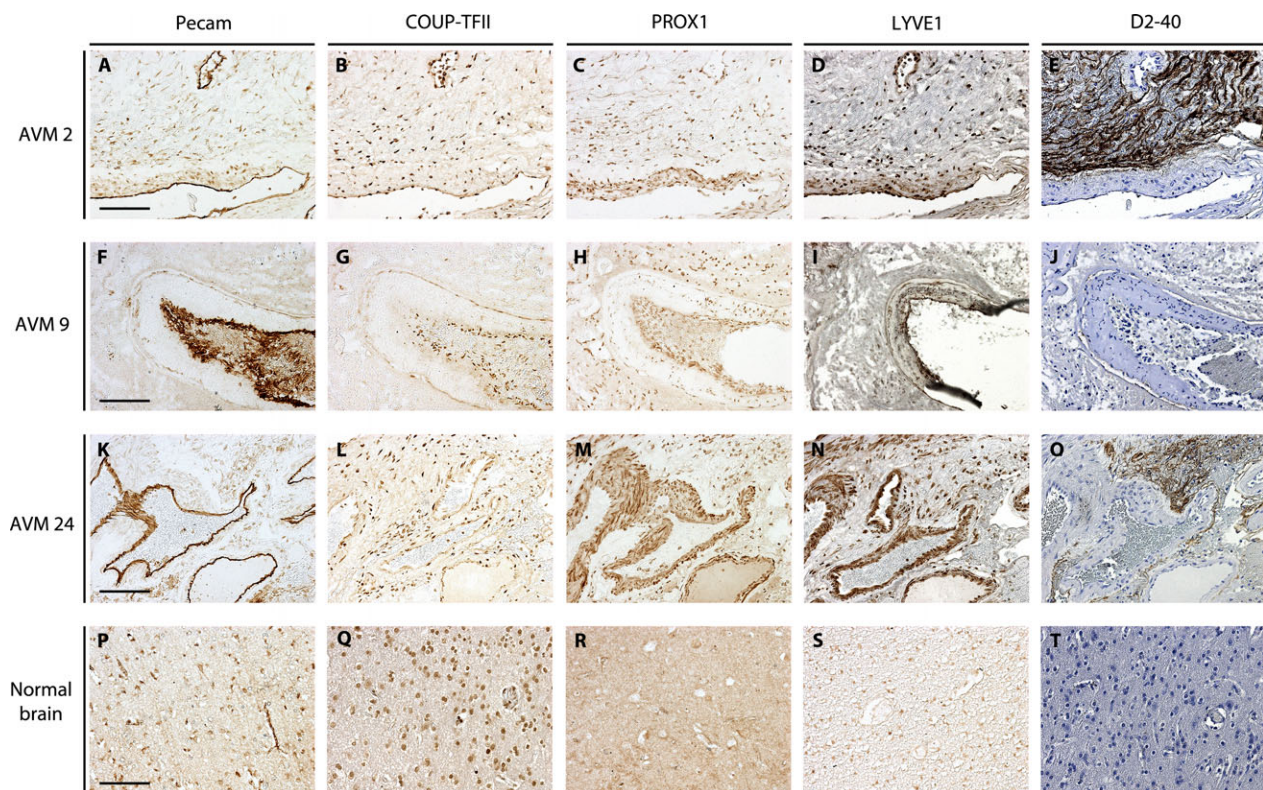 Pecam COUP-TFII PROX1 LYVE1 D2-40
AVM 2 A B C D E
AVM 9 F G H I J
AVM 24 K L M N O
Normal
brain
P Q R S T